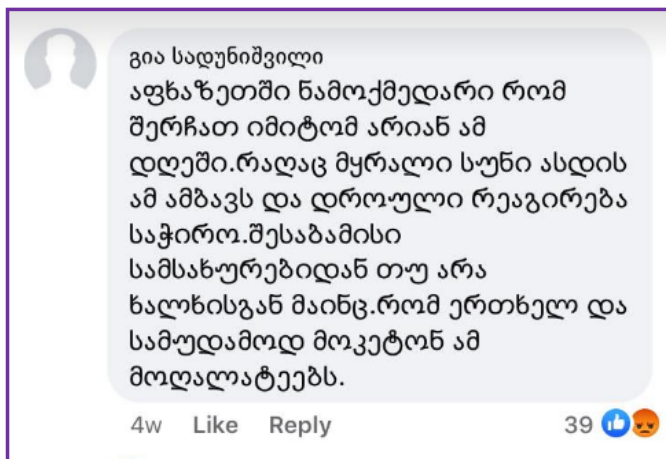 გია სადუნიშვილი
აფხაზეთში ნამოქმედარი რომ
შერჩათ იმიტომ არიან ამ
დღეში.რაღაც მყრალი სუნი ასდის
ამ ამბავს და დროული რეაგირება
საჭირო.შესაბამისი
სამსახურებიდან თუ არა
ხალხისგან მაინც.რომ ერთხელ და
სამუდამოდ მოკეტონ ამ
მოღალატეებს.
4w Like Reply 39